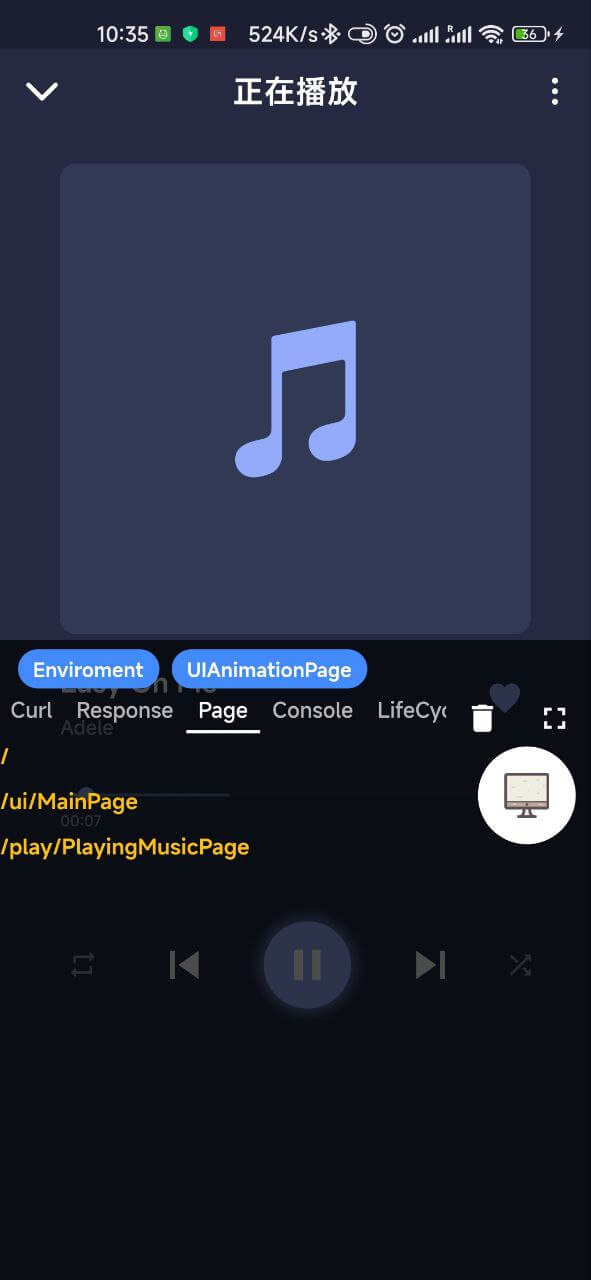 10:35 524K/s 36
正在播放
Enviroment UIAnimationPage
Easy On Me
Curl Response Page Console LifeCyc
Adele
/
/ui/MainPage
00:07
/play/PlayingMusicPage